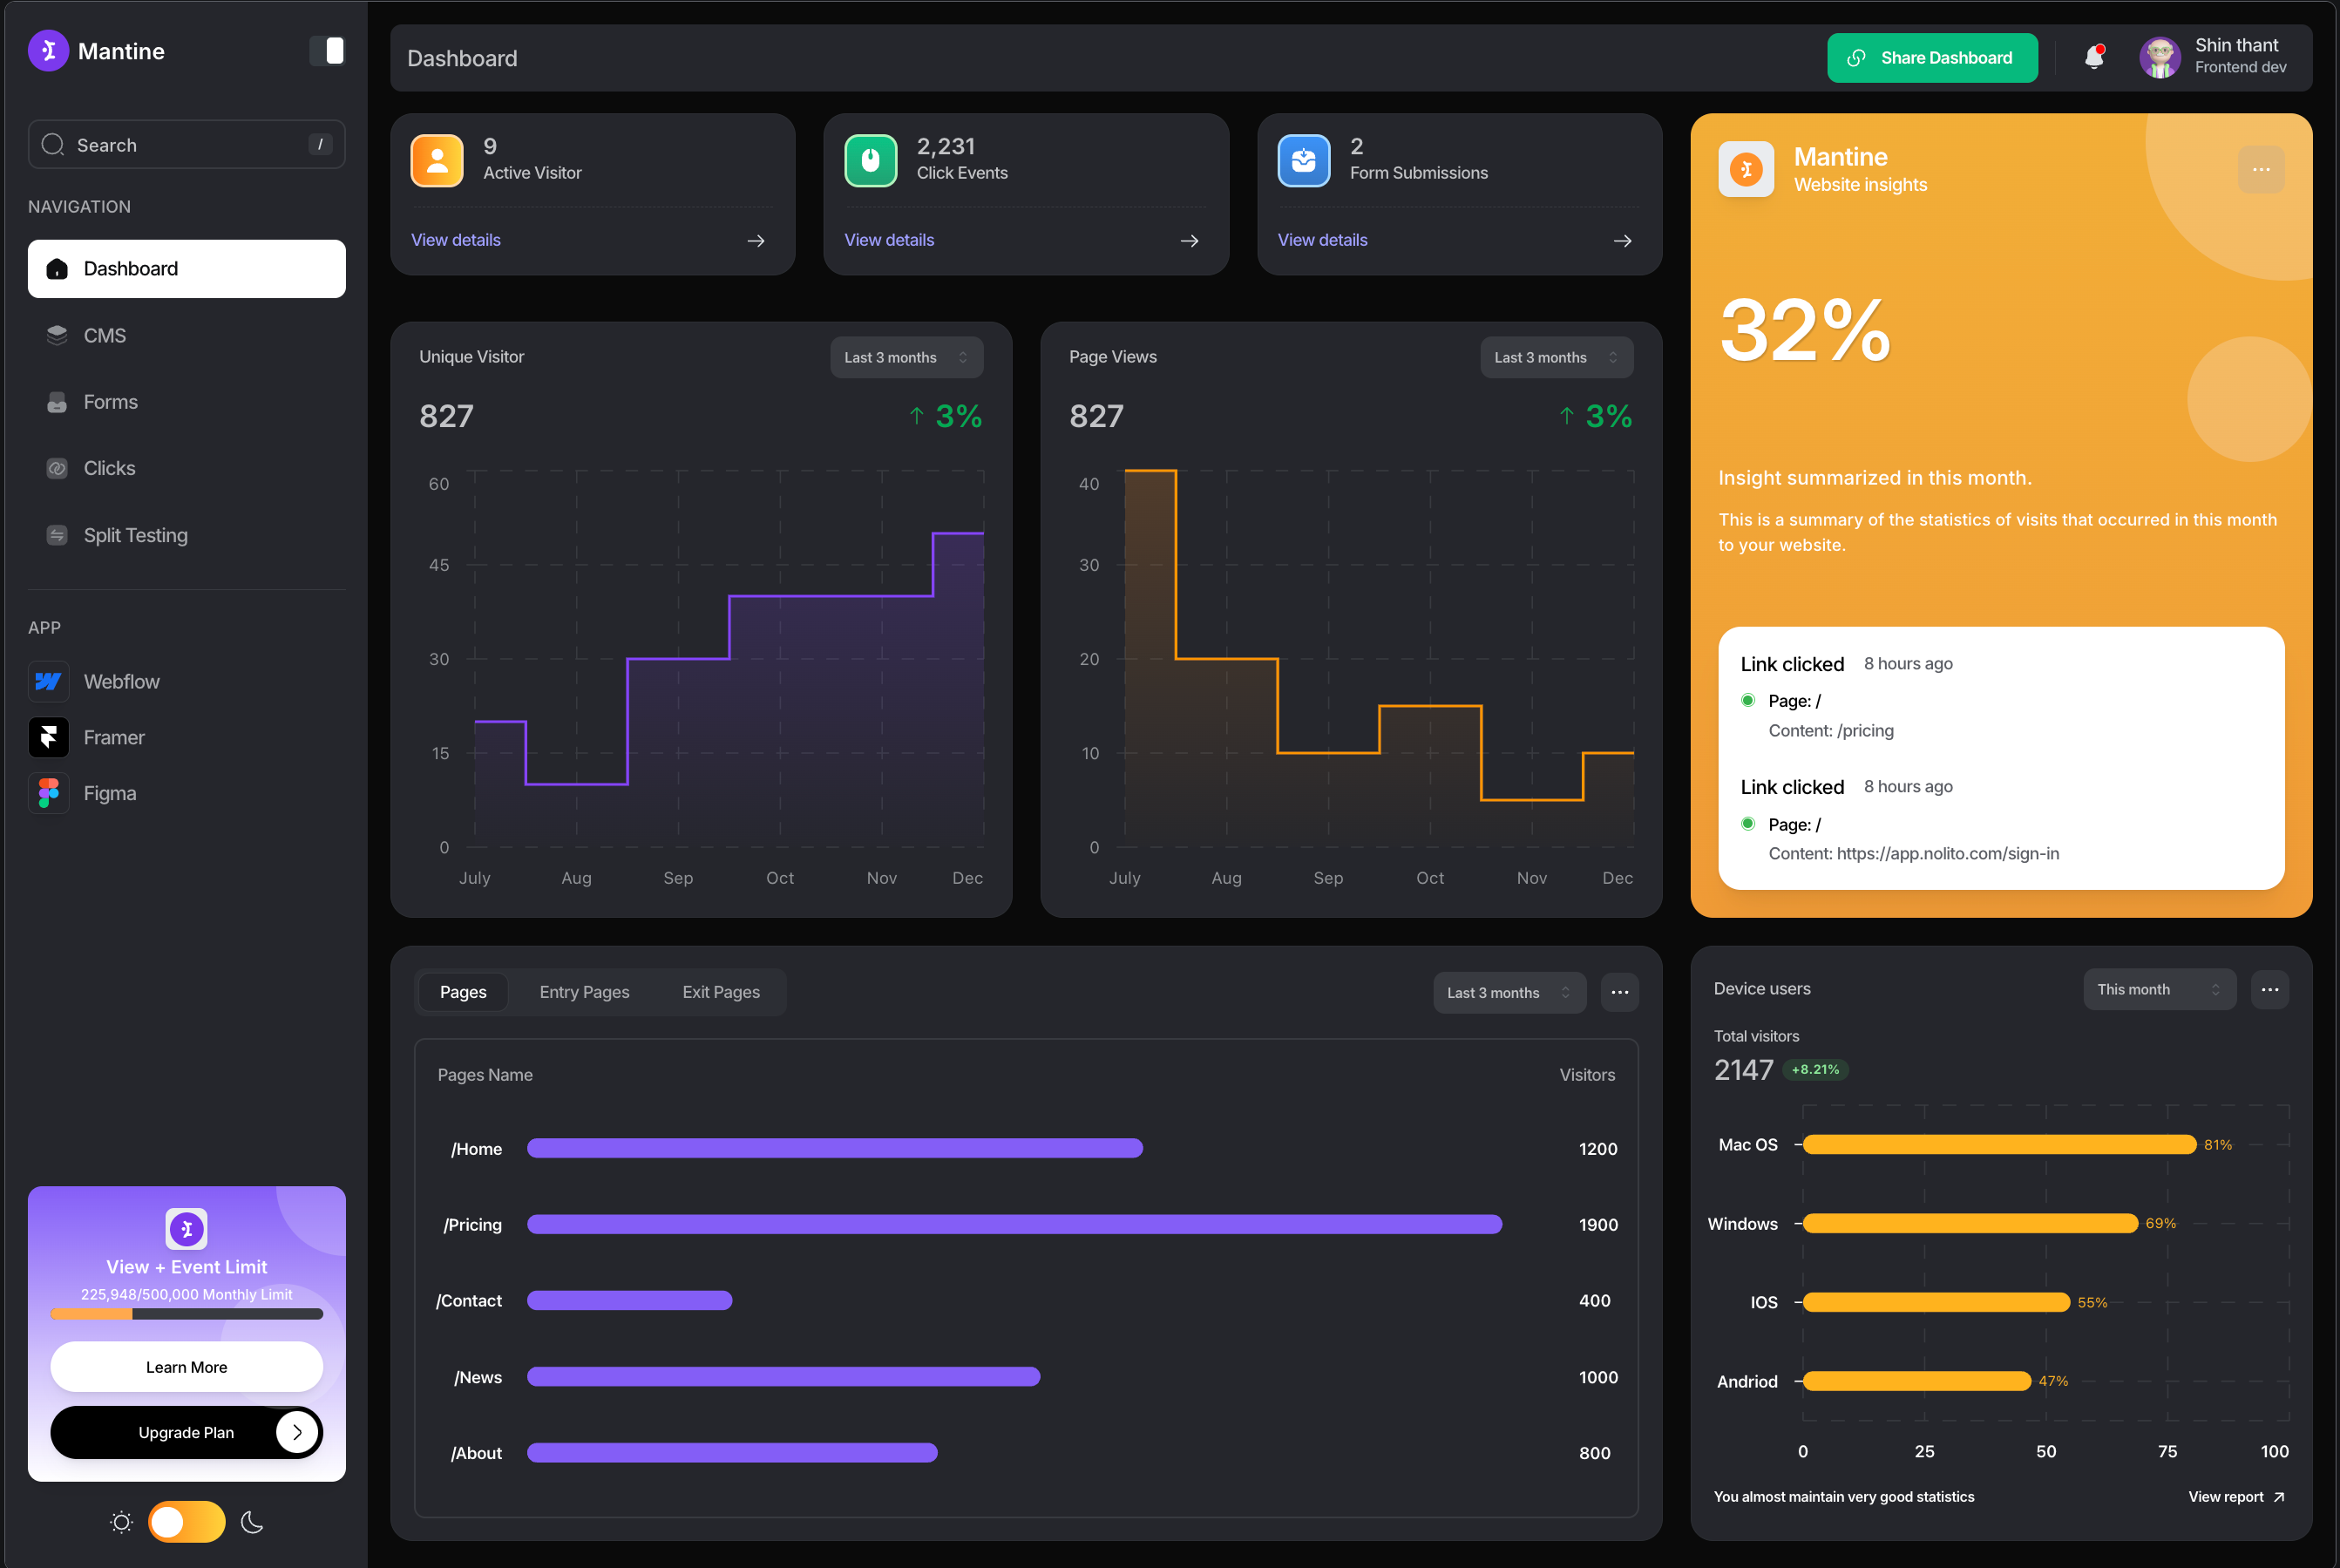 Mantine
Search
/
NAVIGATION
Dashboard
CMS
Forms
Clicks
Split Testing
APP
Webflow
Framer
Figma
View + Event Limit
225,948/500,000 Monthly Limit
Learn More
Upgrade Plan
Dashboard
Share Dashboard
Shin thant
Frontend dev
9
Active Visitor
View details
2,231
Click Events
View details
2
Form Submissions
View details
Unique Visitor
Last 3 months
827
3%
60
45
30
15
0
July Aug Sep Oct Nov Dec
Page Views
Last 3 months
827
3%
40
30
20
10
0
July Aug Sep Oct Nov Dec
Mantine
Website insights
32%
Insight summarized in this month.
This is a summary of the statistics of visits that occurred in this month
to your website.
Link clicked 8 hours ago
Page: /
Content: /pricing
Link clicked 8 hours ago
Page: /
Content: https://app.nolito.com/sign-in
Pages Entry Pages Exit Pages
Last 3 months
Pages Name Visitors
/Home 1200
/Pricing 1900
/Contact 400
/News 1000
/About 800
Device users
This month
Total visitors
2147 +8.21%
Mac OS 81%
Windows 69%
IOS 55%
Andriod 47%
0 25 50 75 100
You almost maintain very good statistics
View report